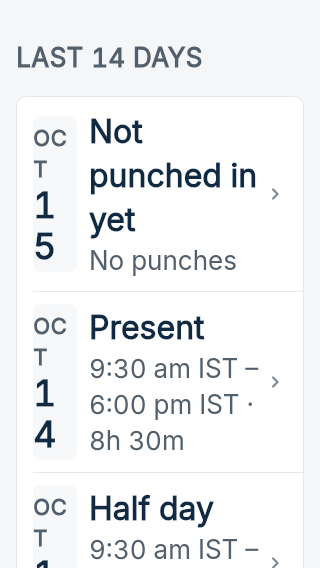 LAST 14 DAYS
OC
T
1
5
Not
punched in
yet
No punches
OC
T
1
4
Present
9:30 am IST –
6:00 pm IST ·
8h 30m
OC
T
Half day
9:30 am IST –